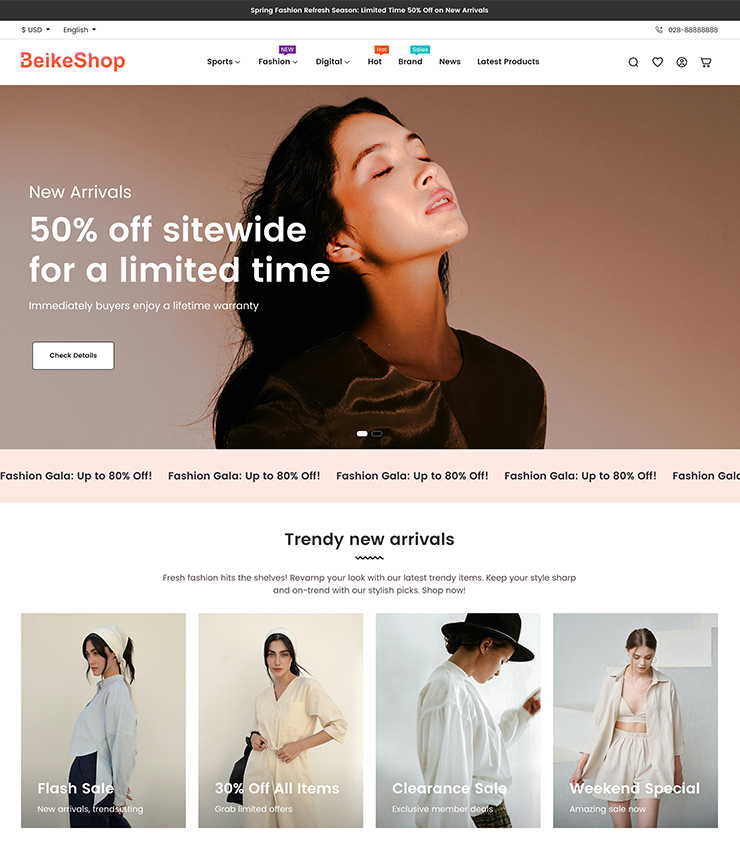 Spring Fashion Refresh Season: Limited Time 50% Off on New Arrivals
$ USD English 028-88888888
NEW Hot Sales
BeikeShop Sports Fashion Digital Hot Brand News Latest Products
New Arrivals
50% off sitewide
for a limited time
Immediately buyers enjoy a lifetime warranty
Check Details
Fashion Gala: Up to 80% Off! Fashion Gala: Up to 80% Off! Fashion Gala: Up to 80% Off! Fashion Gala: Up to 80% Off! Fashion Gala
Trendy new arrivals
Fresh fashion hits the shelves! Revamp your look with our latest trendy items. Keep your style sharp
and on-trend with our stylish picks. Shop now!
Flash Sale
New arrivals, trendsetting
30% Off All Items
Grab limited offers
Clearance Sale
Exclusive member deals
Weekend Special
Amazing sale now